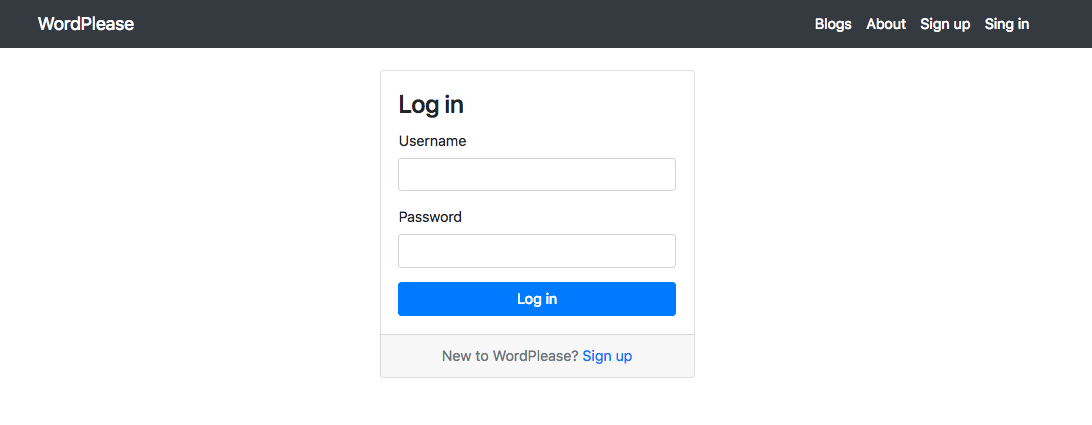 WordPlease Blogs About Sign up Sing in
Log in
Username
Password
Log in
New to WordPlease? Sign up